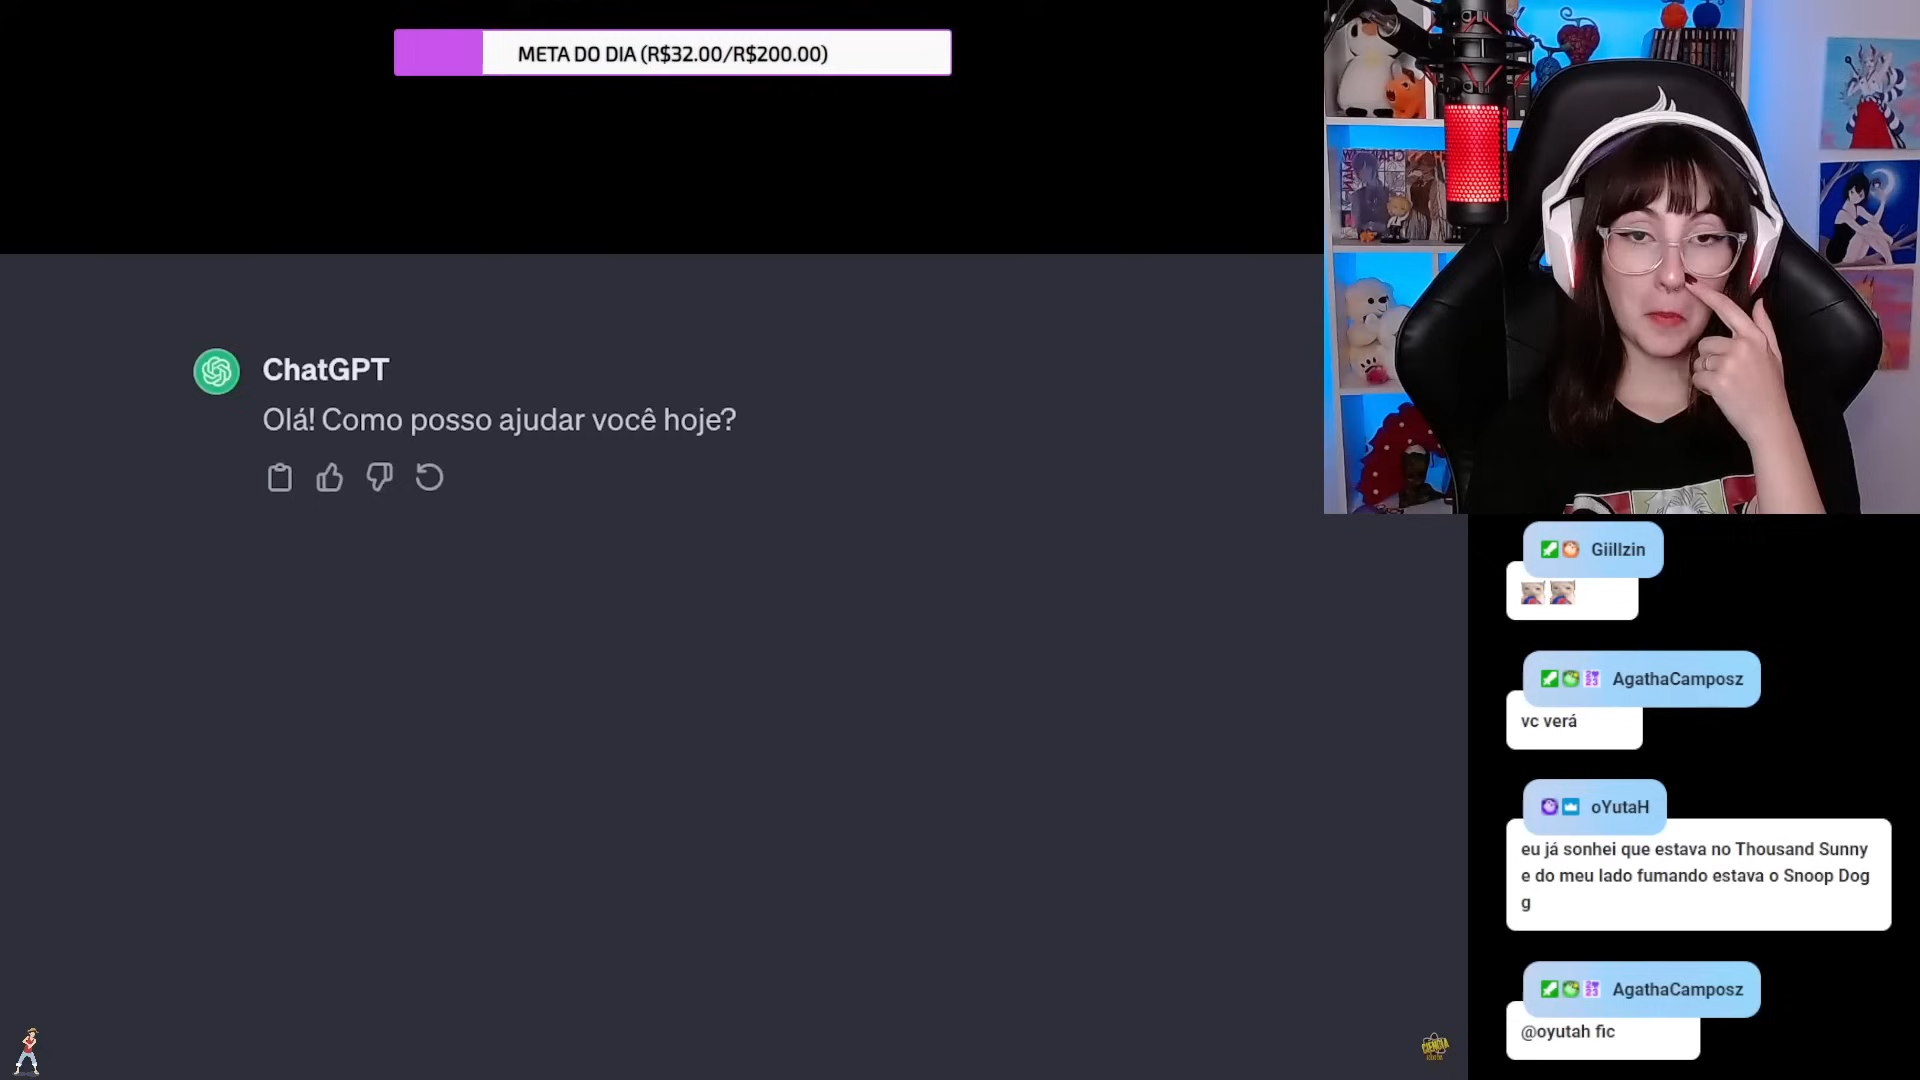 META DO DIA (R$32.00/R$200.00)
ChatGPT
Olá! Como posso ajudar você hoje?
Giillzin
AgathaCamposz
vc verá
oYutaH
eu já sonhei que estava no Thousand Sunny
e do meu lado fumando estava o Snoop Dog
g
AgathaCamposz
@oyutah fic
CIÊNCIA